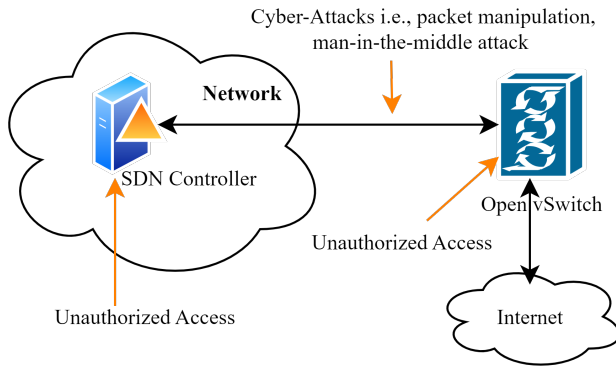 Cyber-Attacks i.e., packet manipulation,
man-in-the-middle attack
Network
SDN Controller
Open vSwitch
Unauthorized Access
Unauthorized Access
Internet